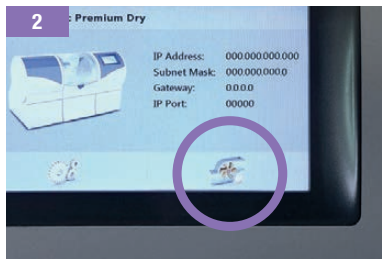 2
: Premium Dry
IP Address: 000.000.000.000
Subnet Mask: 000.000.000.0
Gateway: 0.0.0.0
IP Port: 00000